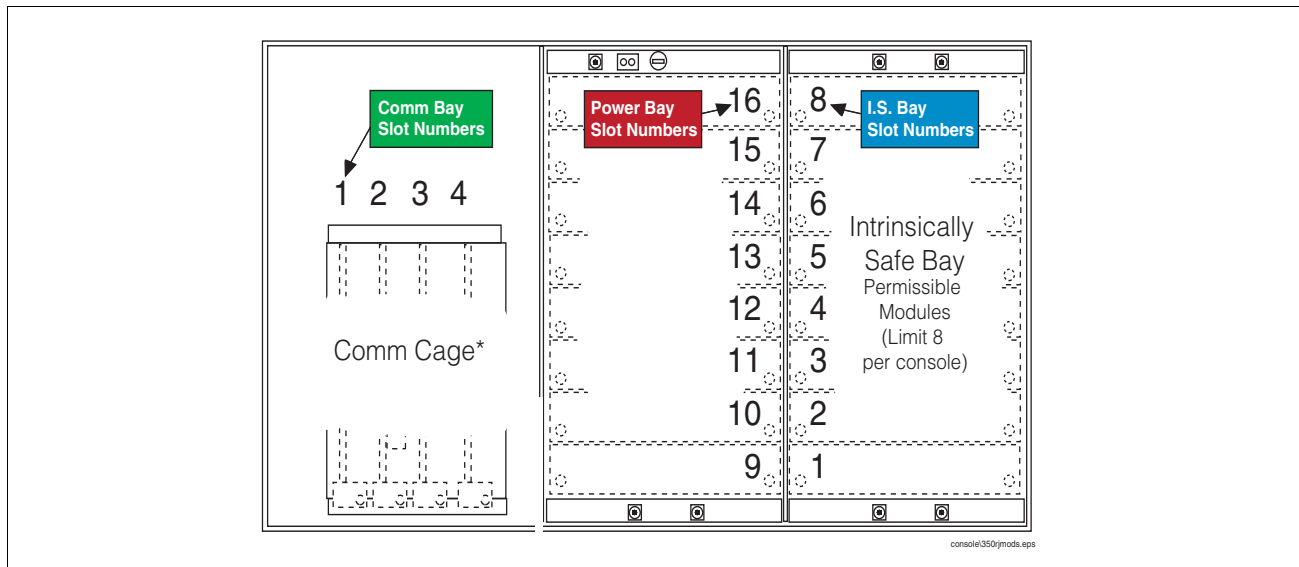 Comm Bay
Slot Numbers
1 2 3 4
Comm Cage*
Power Bay
Slot Numbers
16
15
14
13
12
11
10
9
I.S. Bay
Slot Numbers
8
7
6
5
4
3
2
1
Intrinsically
Safe Bay
Permissible
Modules
(Limit 8
per console)
console\350rjmods.eps